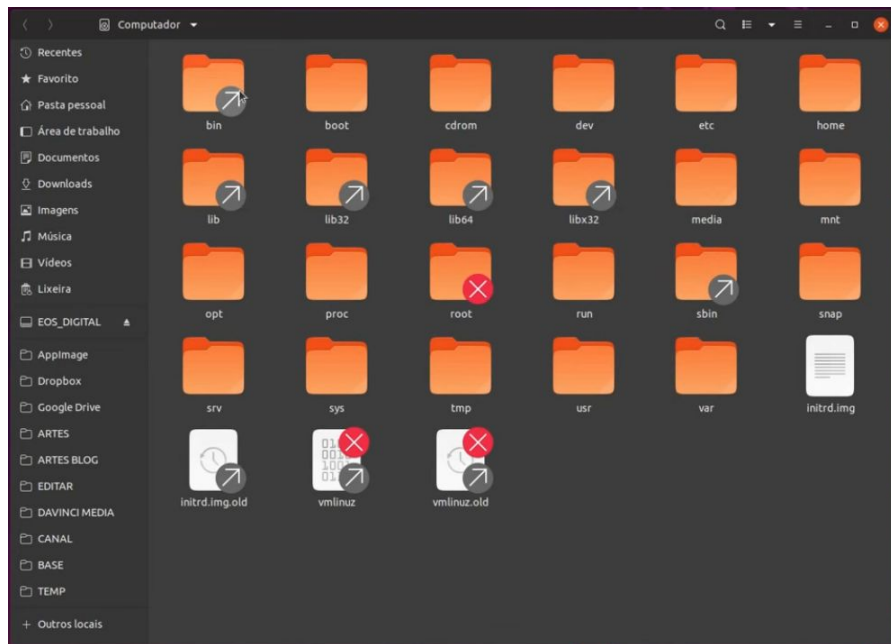 Computador
Recentes
Favorito
Pasta pessoal
Área de trabalho
Documentos
Downloads
Imagens
Música
Vídeos
Lixeira
EOS_DIGITAL
AppImage
Dropbox
Google Drive
ARTES
ARTES BLOG
EDITAR
DAVINCI MEDIA
CANAL
BASE
TEMP
+ Outros locais
bin boot cdrom dev etc home
lib lib32 lib64 libx32 media mnt
opt proc root run sbin snap
srv sys tmp usr var initrd.img
initrd.img.old vmlinuz vmlinuz.old